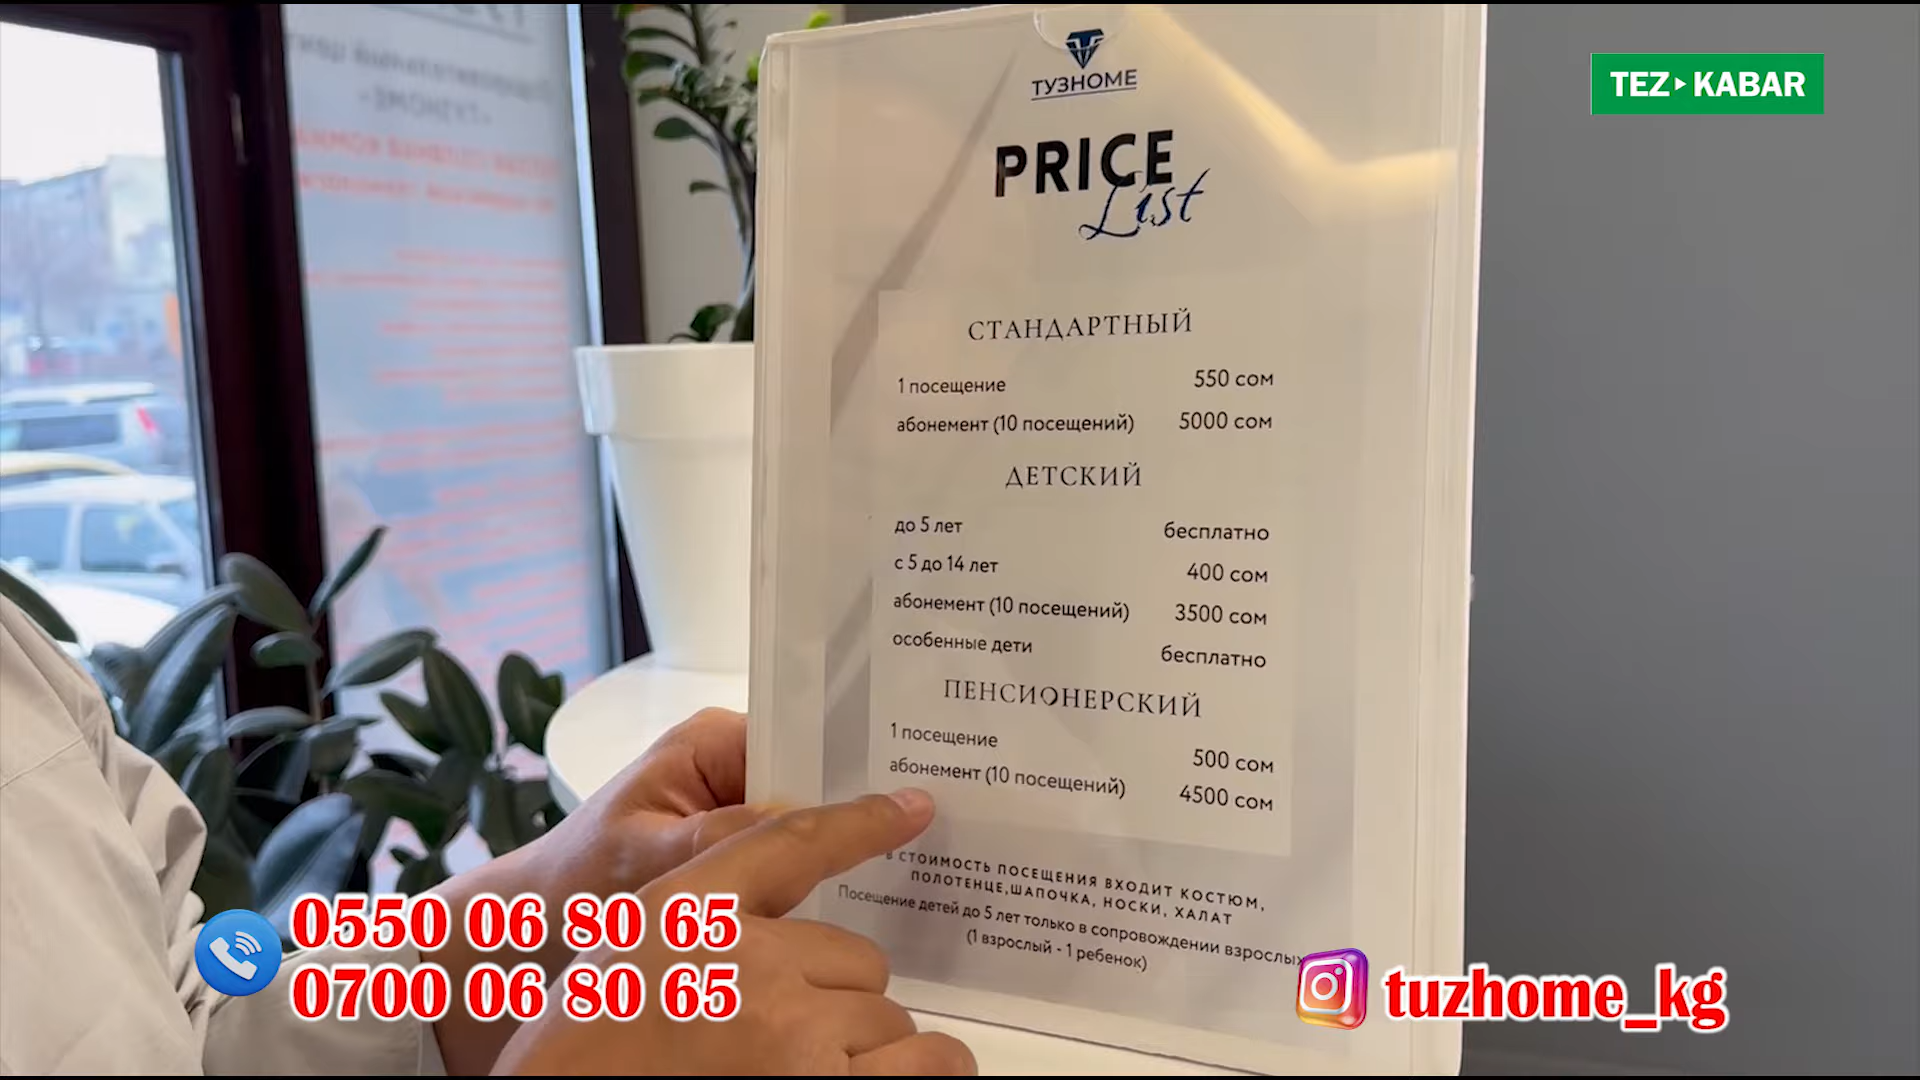 TEZ KABAR
ТУЗHOME
PRICE
List
СТАНДАРТНЫЙ
1 посещение 550 сом
абонемент (10 посещений) 5000 сом
ДЕТСКИЙ
до 5 лет бесплатно
с 5 до 14 лет 400 сом
абонемент (10 посещений) 3500 сом
особенные дети бесплатно
ПЕНСИОНЕРСКИЙ
1 посещение 500 сом
абонемент (10 посещений) 4500 сом
В СТОИМОСТЬ ПОСЕЩЕНИЯ ВХОДИТ КОСТЮМ,
ПОЛОТЕНЦЕ,ШАПОЧКА, НОСКИ, ХАЛАТ
Посещение детей до 5 лет только в сопровождении взрослых
(1 взрослый - 1 ребенок)
0550 06 80 65
0700 06 80 65
tuzhome_kg